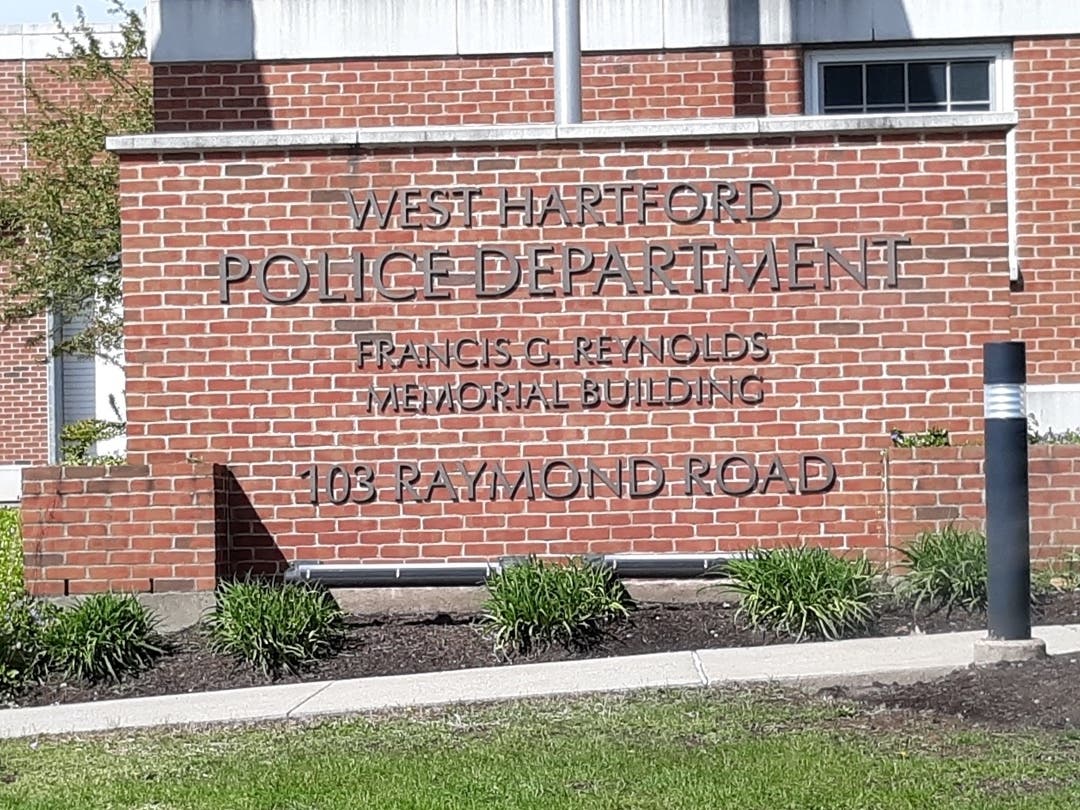 WEST HARTFORD
POLICE DEPARTMENT
FRANCIS G. REYNOLDS
MEMORIAL BUILDING
103 RAYMOND ROAD